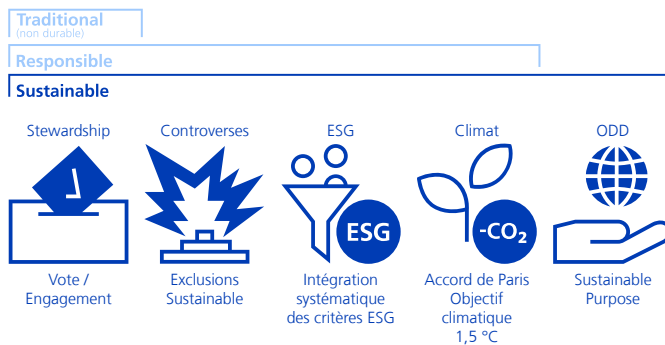 Traditional
(non durable)
Responsible
Sustainable
Stewardship
Controverses
ESG
Climat
ODD
ESG
-CO₂
Vote /
Engagement
Exclusions
Sustainable
Intégration
systématique
des critères ESG
Accord de Paris
Objectif
climatique
1,5 °C
Sustainable
Purpose